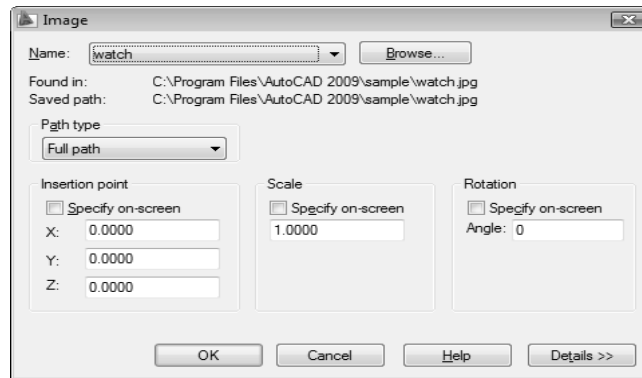 Image
Name: watch Browse...
Found in: C:\Program Files\AutoCAD 2009\sample\watch.jpg
Saved path: C:\Program Files\AutoCAD 2009\sample\watch.jpg
Path type
Full path
Insertion point
Specify on-screen
X: 0.0000
Y: 0.0000
Z: 0.0000
Scale
Specify on-screen
1.0000
Rotation
Specify on-screen
Angle: 0
OK Cancel Help Details >>